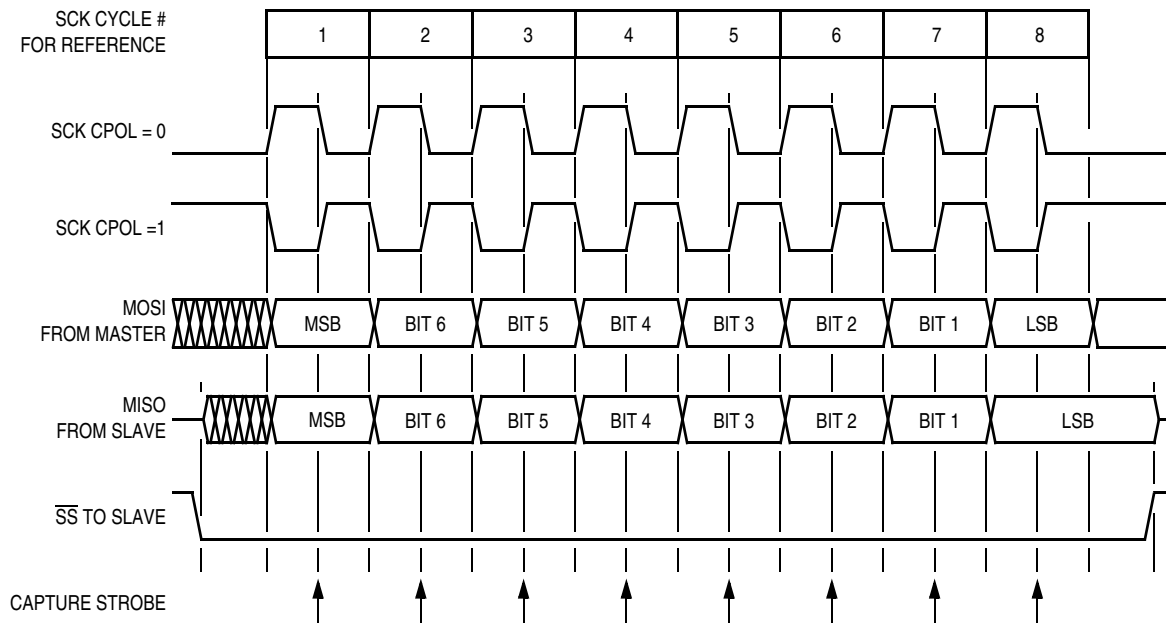 SCK CYCLE #
FOR REFERENCE
1 2 3 4 5 6 7 8
SCK CPOL = 0
SCK CPOL =1
MOSI
FROM MASTER
MSB BIT 6 BIT 5 BIT 4 BIT 3 BIT 2 BIT 1 LSB
MISO
FROM SLAVE
MSB BIT 6 BIT 5 BIT 4 BIT 3 BIT 2 BIT 1 LSB
S̅S̅ TO SLAVE
CAPTURE STROBE